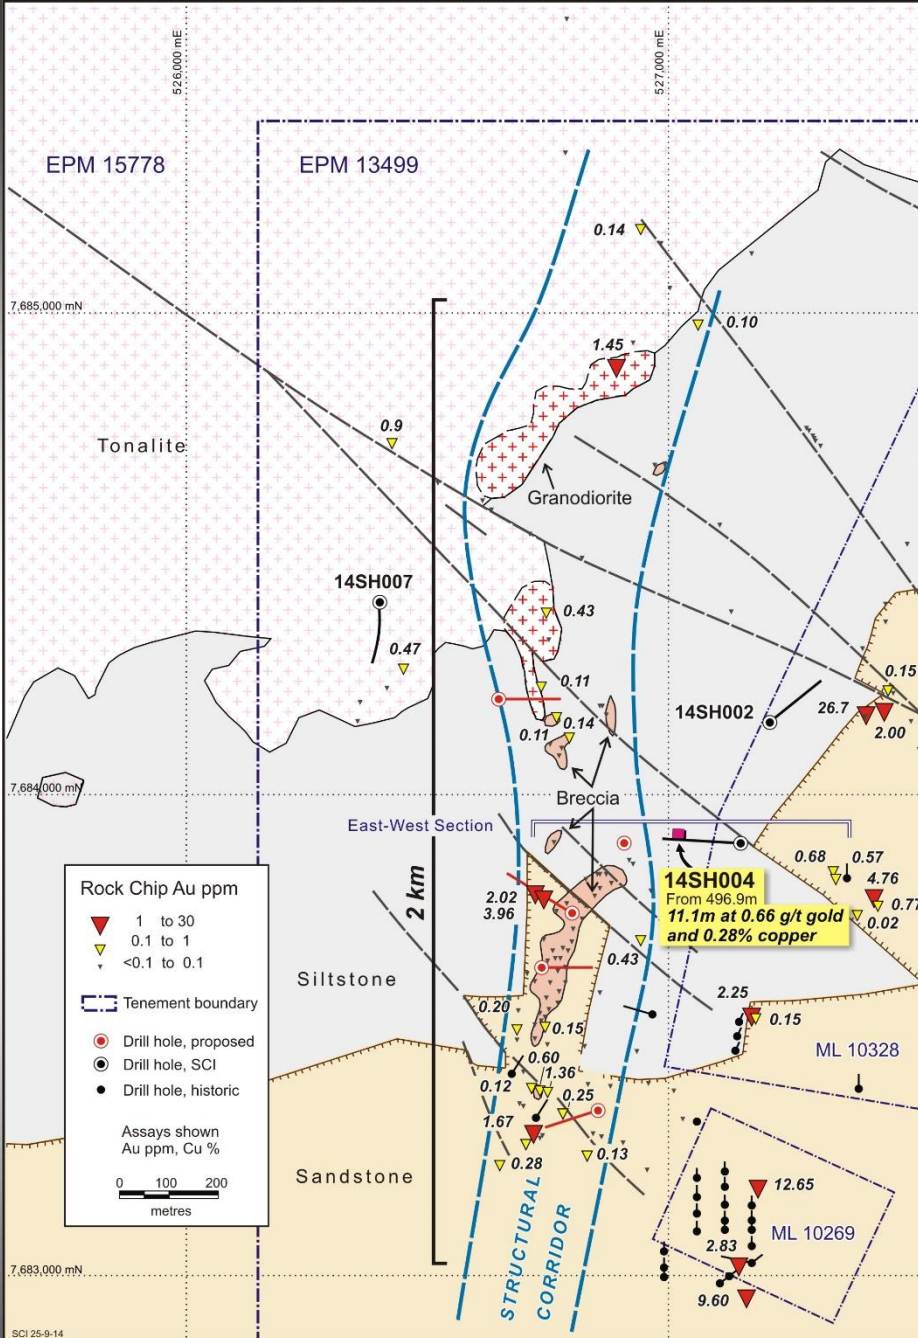 526,000 mE
527,000 mE
EPM 15778
EPM 13499
0.14
7,685,000 mN
0.10
1.45
0.9
Tonalite
Granodiorite
14SH007
0.43
0.47
0.11
0.15
14SH002
26.7
0.11
0.14
2.00
7,684,000 mN
Breccia
East-West Section
0.68
0.57
14SH004
From 496.9m
11.1m at 0.66 g/t gold
and 0.28% copper
4.76
0.77
0.02
2 km
2.02
3.96
0.43
Siltstone
2.25
0.20
0.15
0.15
ML 10328
0.60
1.36
0.12
0.25
1.67
0.13
0.28
Sandstone
STRUCTURAL
CORRIDOR
12.65
ML 10269
2.83
9.60
7,683,000 mN
Rock Chip Au ppm
1 to 30
0.1 to 1
<0.1 to 0.1
Tenement boundary
Drill hole, proposed
Drill hole, SCI
Drill hole, historic
Assays shown
Au ppm, Cu %
0 100 200
metres
SCI 25-9-14